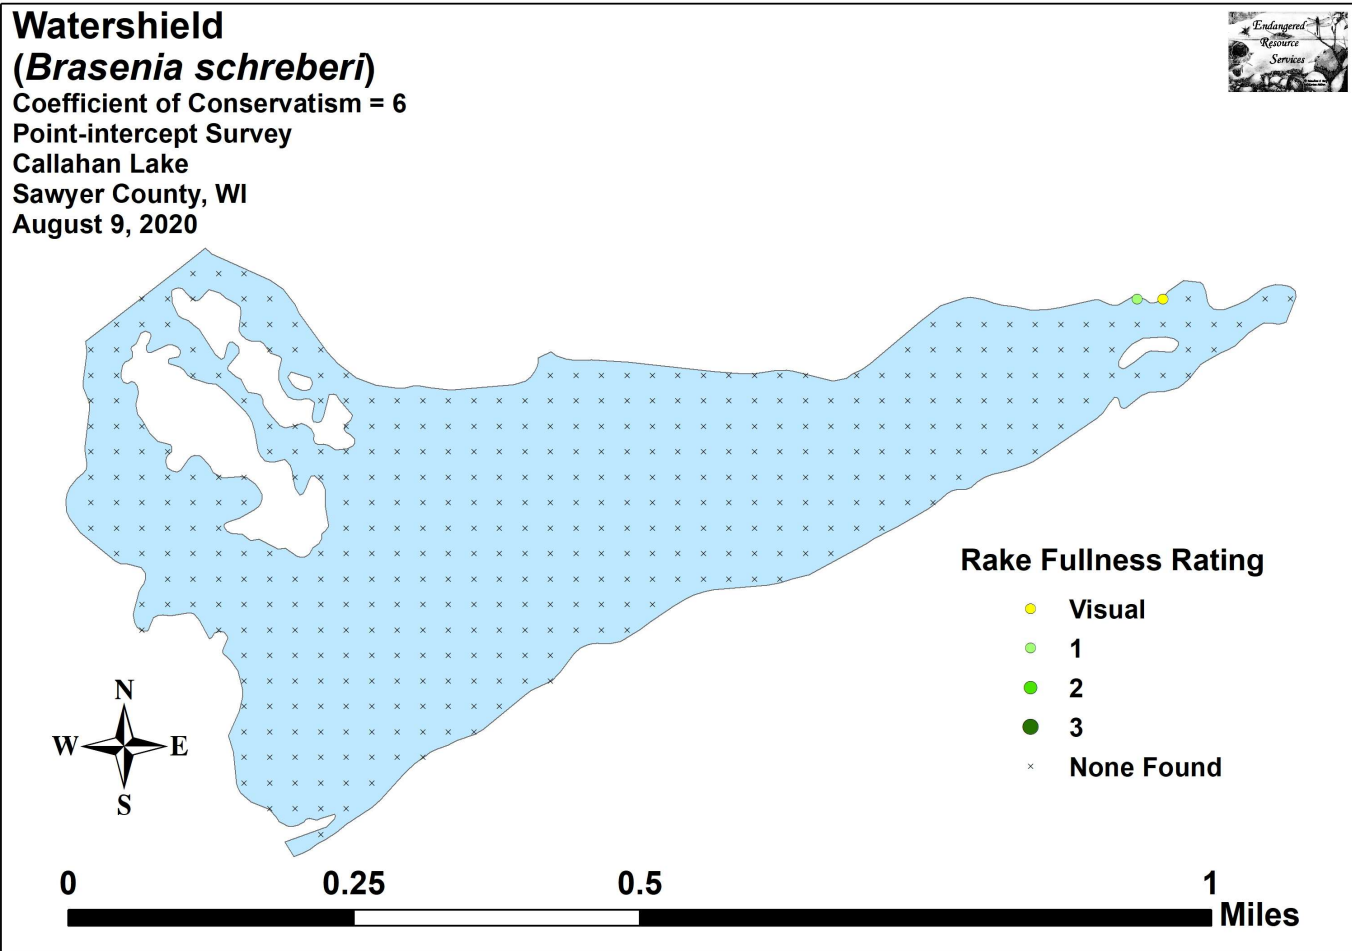 Watershield
(Brasenia schreberi)
Coefficient of Conservatism = 6
Point-intercept Survey
Callahan Lake
Sawyer County, WI
August 9, 2020
Endangered
Resource
Services
Rake Fullness Rating
Visual
1
2
3
None Found
N
W E
S
0 0.25 0.5 1
Miles